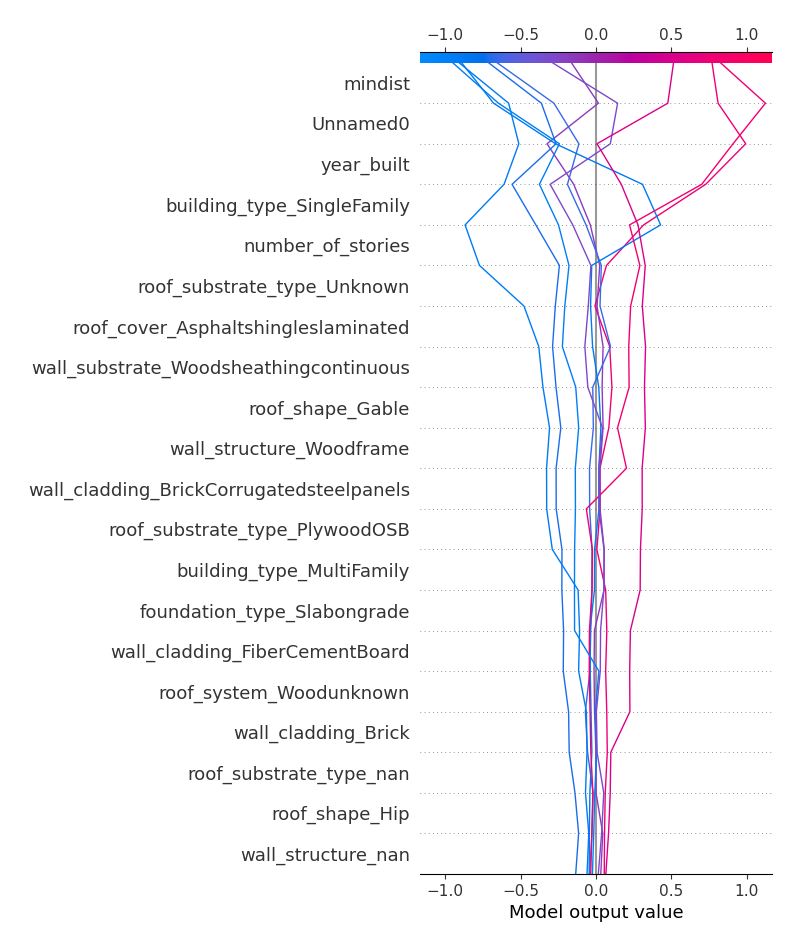 −1.0 −0.5 0.0 0.5 1.0
mindist
Unnamed0
year_built
building_type_SingleFamily
number_of_stories
roof_substrate_type_Unknown
roof_cover_Asphaltshingleslaminated
wall_substrate_Woodsheathingcontinuous
roof_shape_Gable
wall_structure_Woodframe
wall_cladding_BrickCorrugatedsteelpanels
roof_substrate_type_PlywoodOSB
building_type_MultiFamily
foundation_type_Slabongrade
wall_cladding_FiberCementBoard
roof_system_Woodunknown
wall_cladding_Brick
roof_substrate_type_nan
roof_shape_Hip
wall_structure_nan
−1.0 −0.5 0.0 0.5 1.0
Model output value